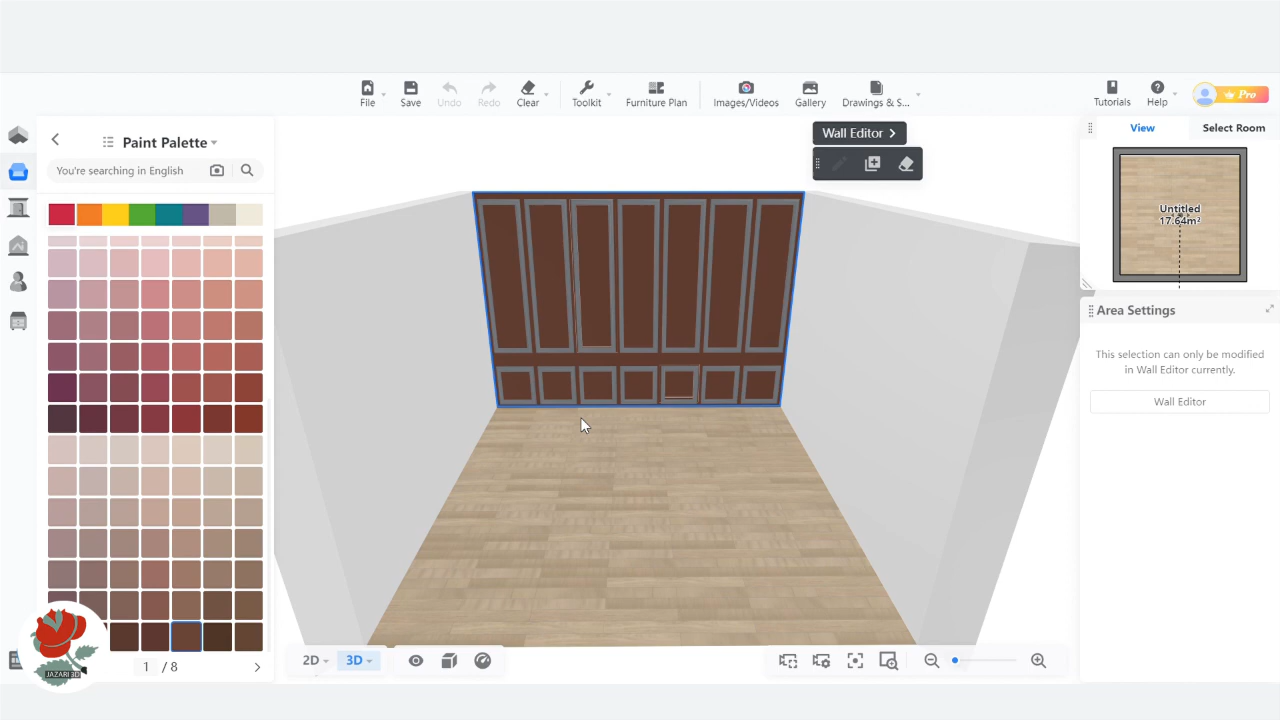 File
Save
Undo
Redo
Clear
Toolkit
Furniture Plan
Images/Videos
Gallery
Drawings & S...
Tutorials
Help
Pro
Paint Palette
You're searching in English
1 / 8
JAZARI 3D
Wall Editor
View
Select Room
Untitled
17.64m²
Area Settings
This selection can only be modified
in Wall Editor currently.
Wall Editor
2D
3D